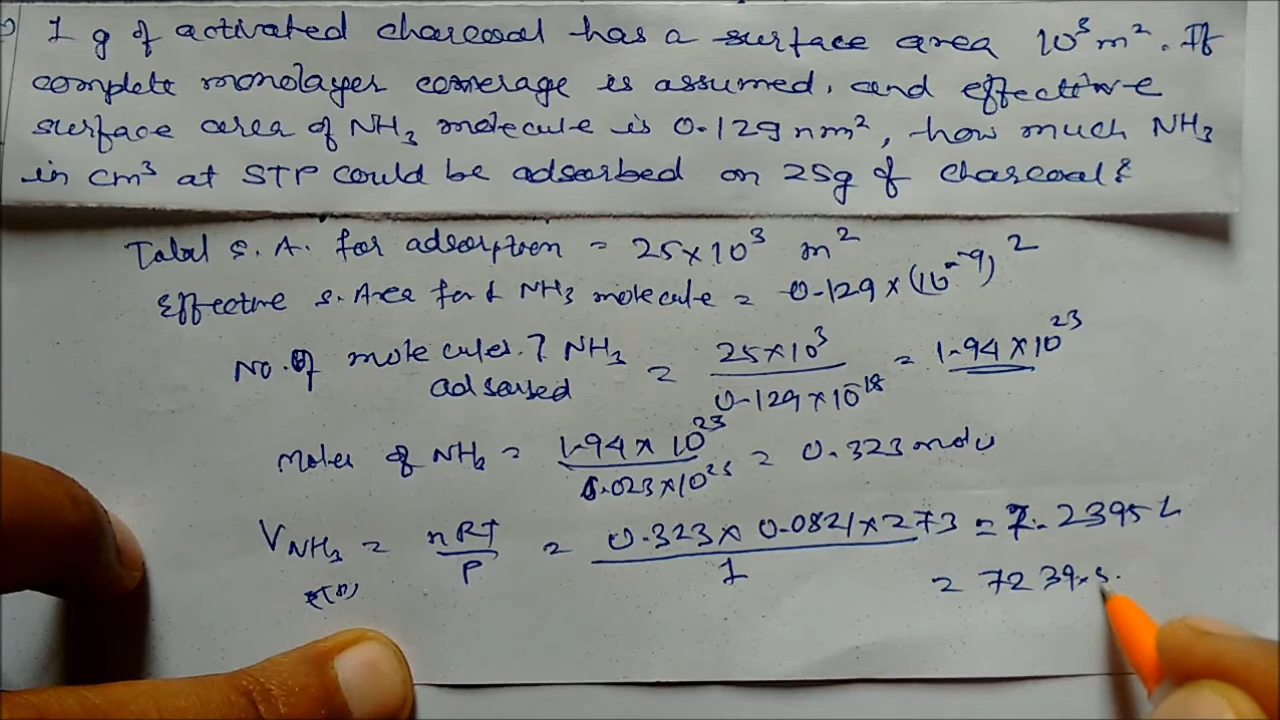 1 g of activated charcoal has a surface area 10³ m². If
complete monolayer coverage is assumed, and effective
surface area of NH₃ molecule is 0.129 nm², how much NH₃
in cm³ at STP could be adsorbed on 25g of charcoal?
Total S.A. for adsorption = 25×10³ m²
Effective S. Area for 1 NH₃ molecule = 0.129×(10⁻⁹)²
No. of molecules of NH₃ adsorbed = 25×10³ / 0.129×10⁻¹⁸ = 1.94×10²³
Moles of NH₃ = 1.94×10²³ / 6.023×10²³ = 0.323 mole
V NH₃ = nRT / P = 0.323×0.0821×273 / 1 = 7.2395 L
= 7239.5